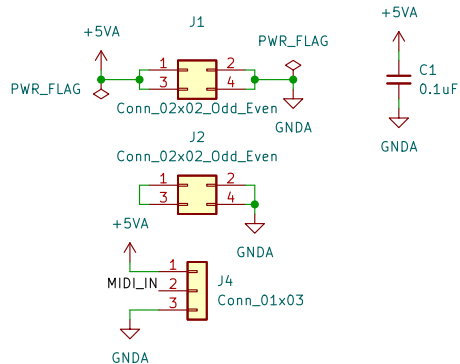 J1
+5VA
PWR_FLAG
1
2
3
4
PWR_FLAG
Conn_02x02_Odd_Even
GNDA
+5VA
C1
0.1uF
GNDA
J2
Conn_02x02_Odd_Even
1
2
3
4
GNDA
+5VA
1
MIDI_IN
2
3
J4
Conn_01x03
GNDA